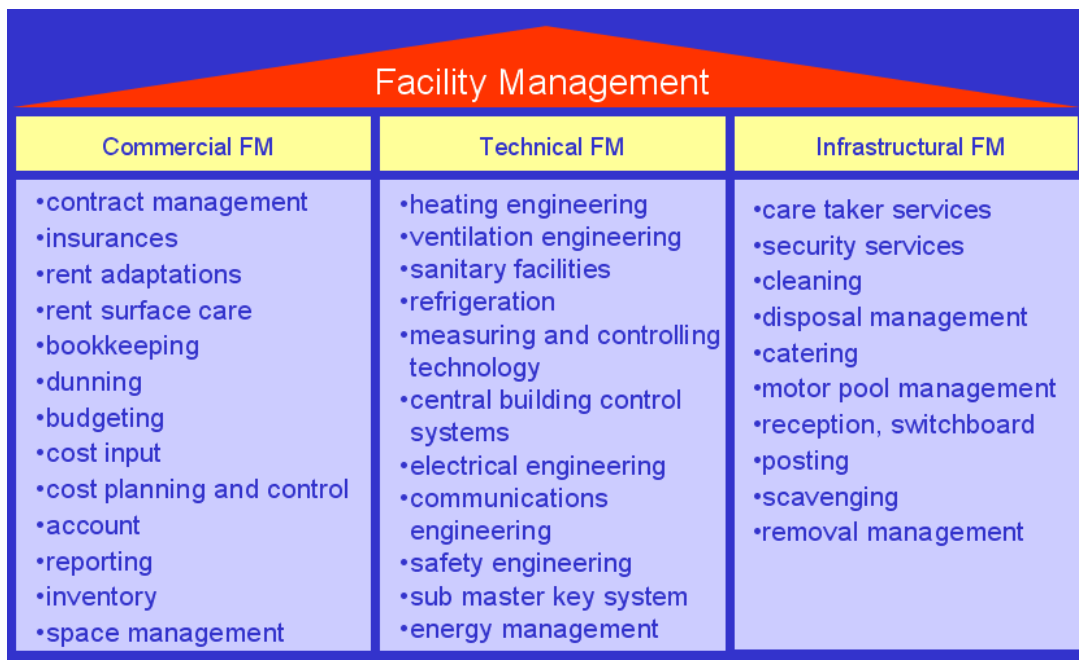 Facility Management
Commercial FM
•contract management
•insurances
•rent adaptations
•rent surface care
•bookkeeping
•dunning
•budgeting
•cost input
•cost planning and control
•account
•reporting
•inventory
•space management
Technical FM
•heating engineering
•ventilation engineering
•sanitary facilities
•refrigeration
•measuring and controlling
technology
•central building control
systems
•electrical engineering
•communications
engineering
•safety engineering
•sub master key system
•energy management
Infrastructural FM
•care taker services
•security services
•cleaning
•disposal management
•catering
•motor pool management
•reception, switchboard
•posting
•scavenging
•removal management